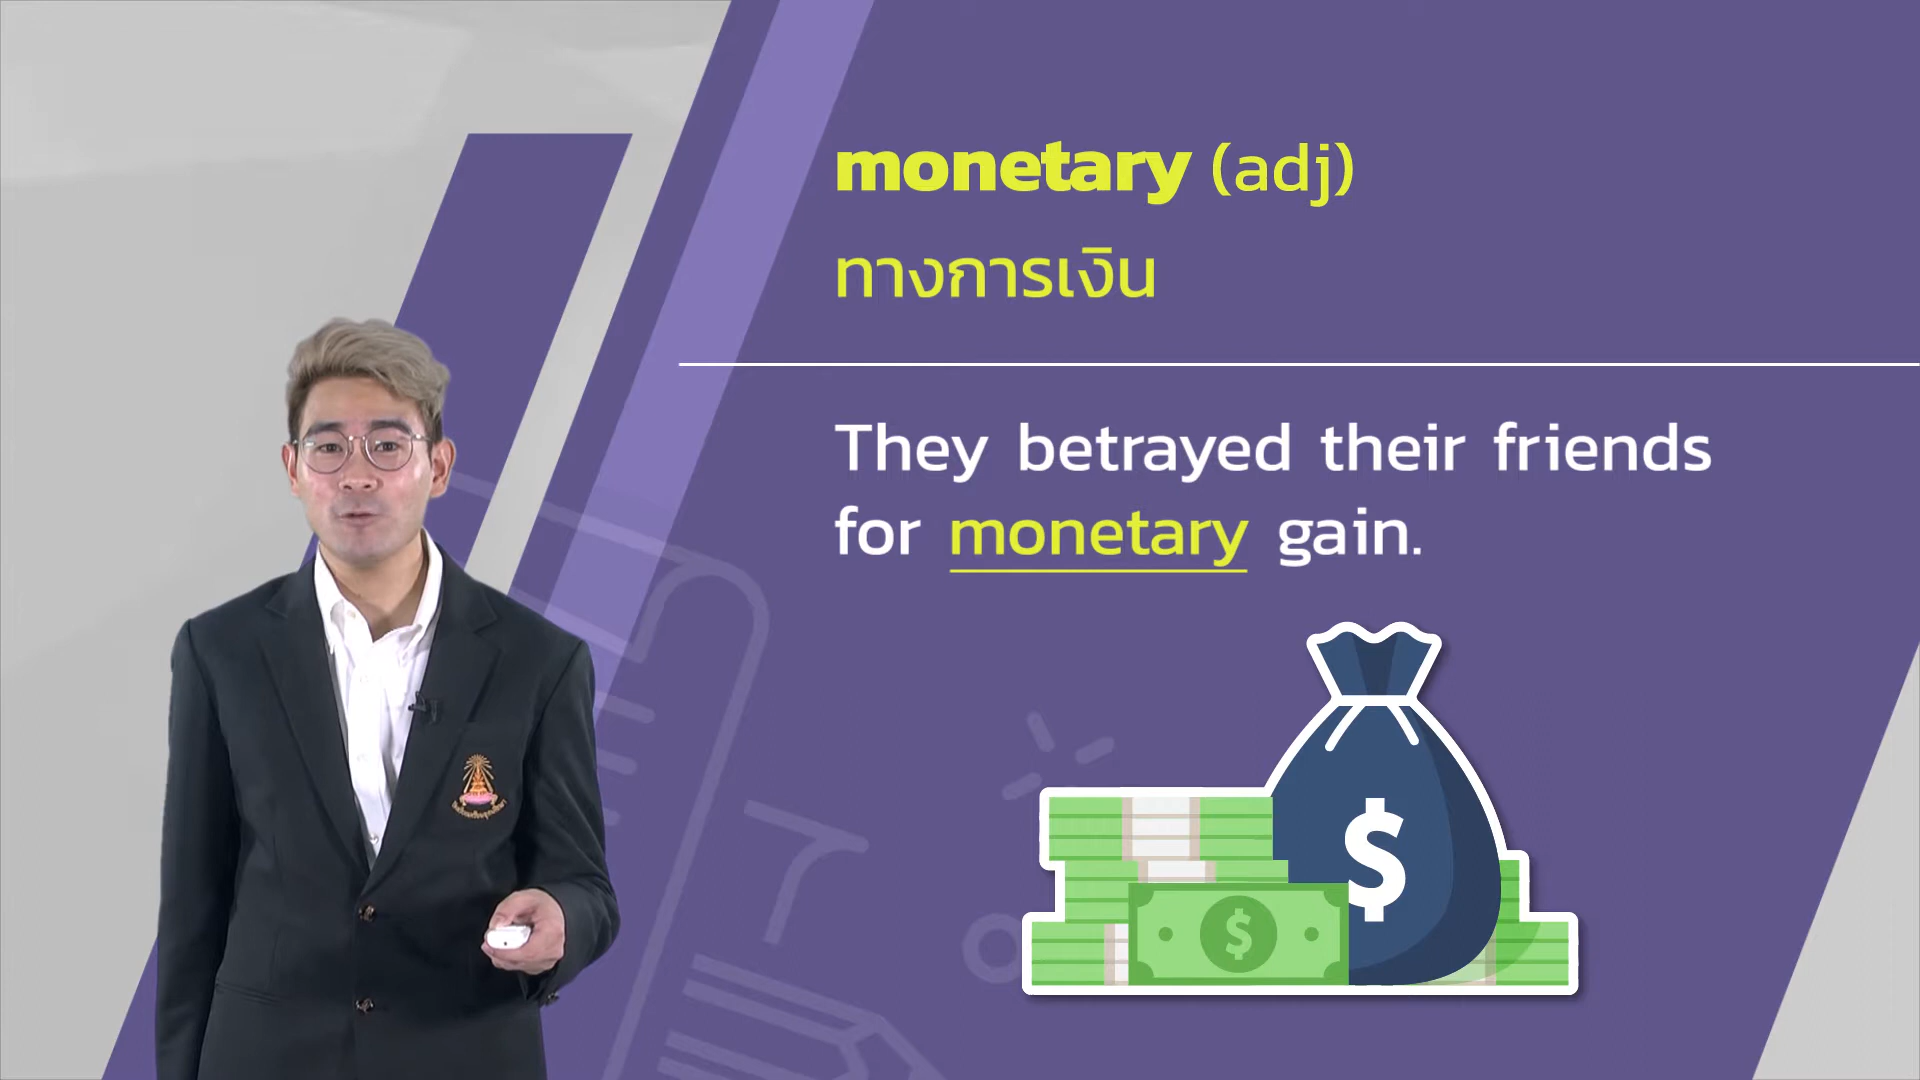 monetary (adj)
ทางการเงิน
They betrayed their friends
for monetary gain.
$
$